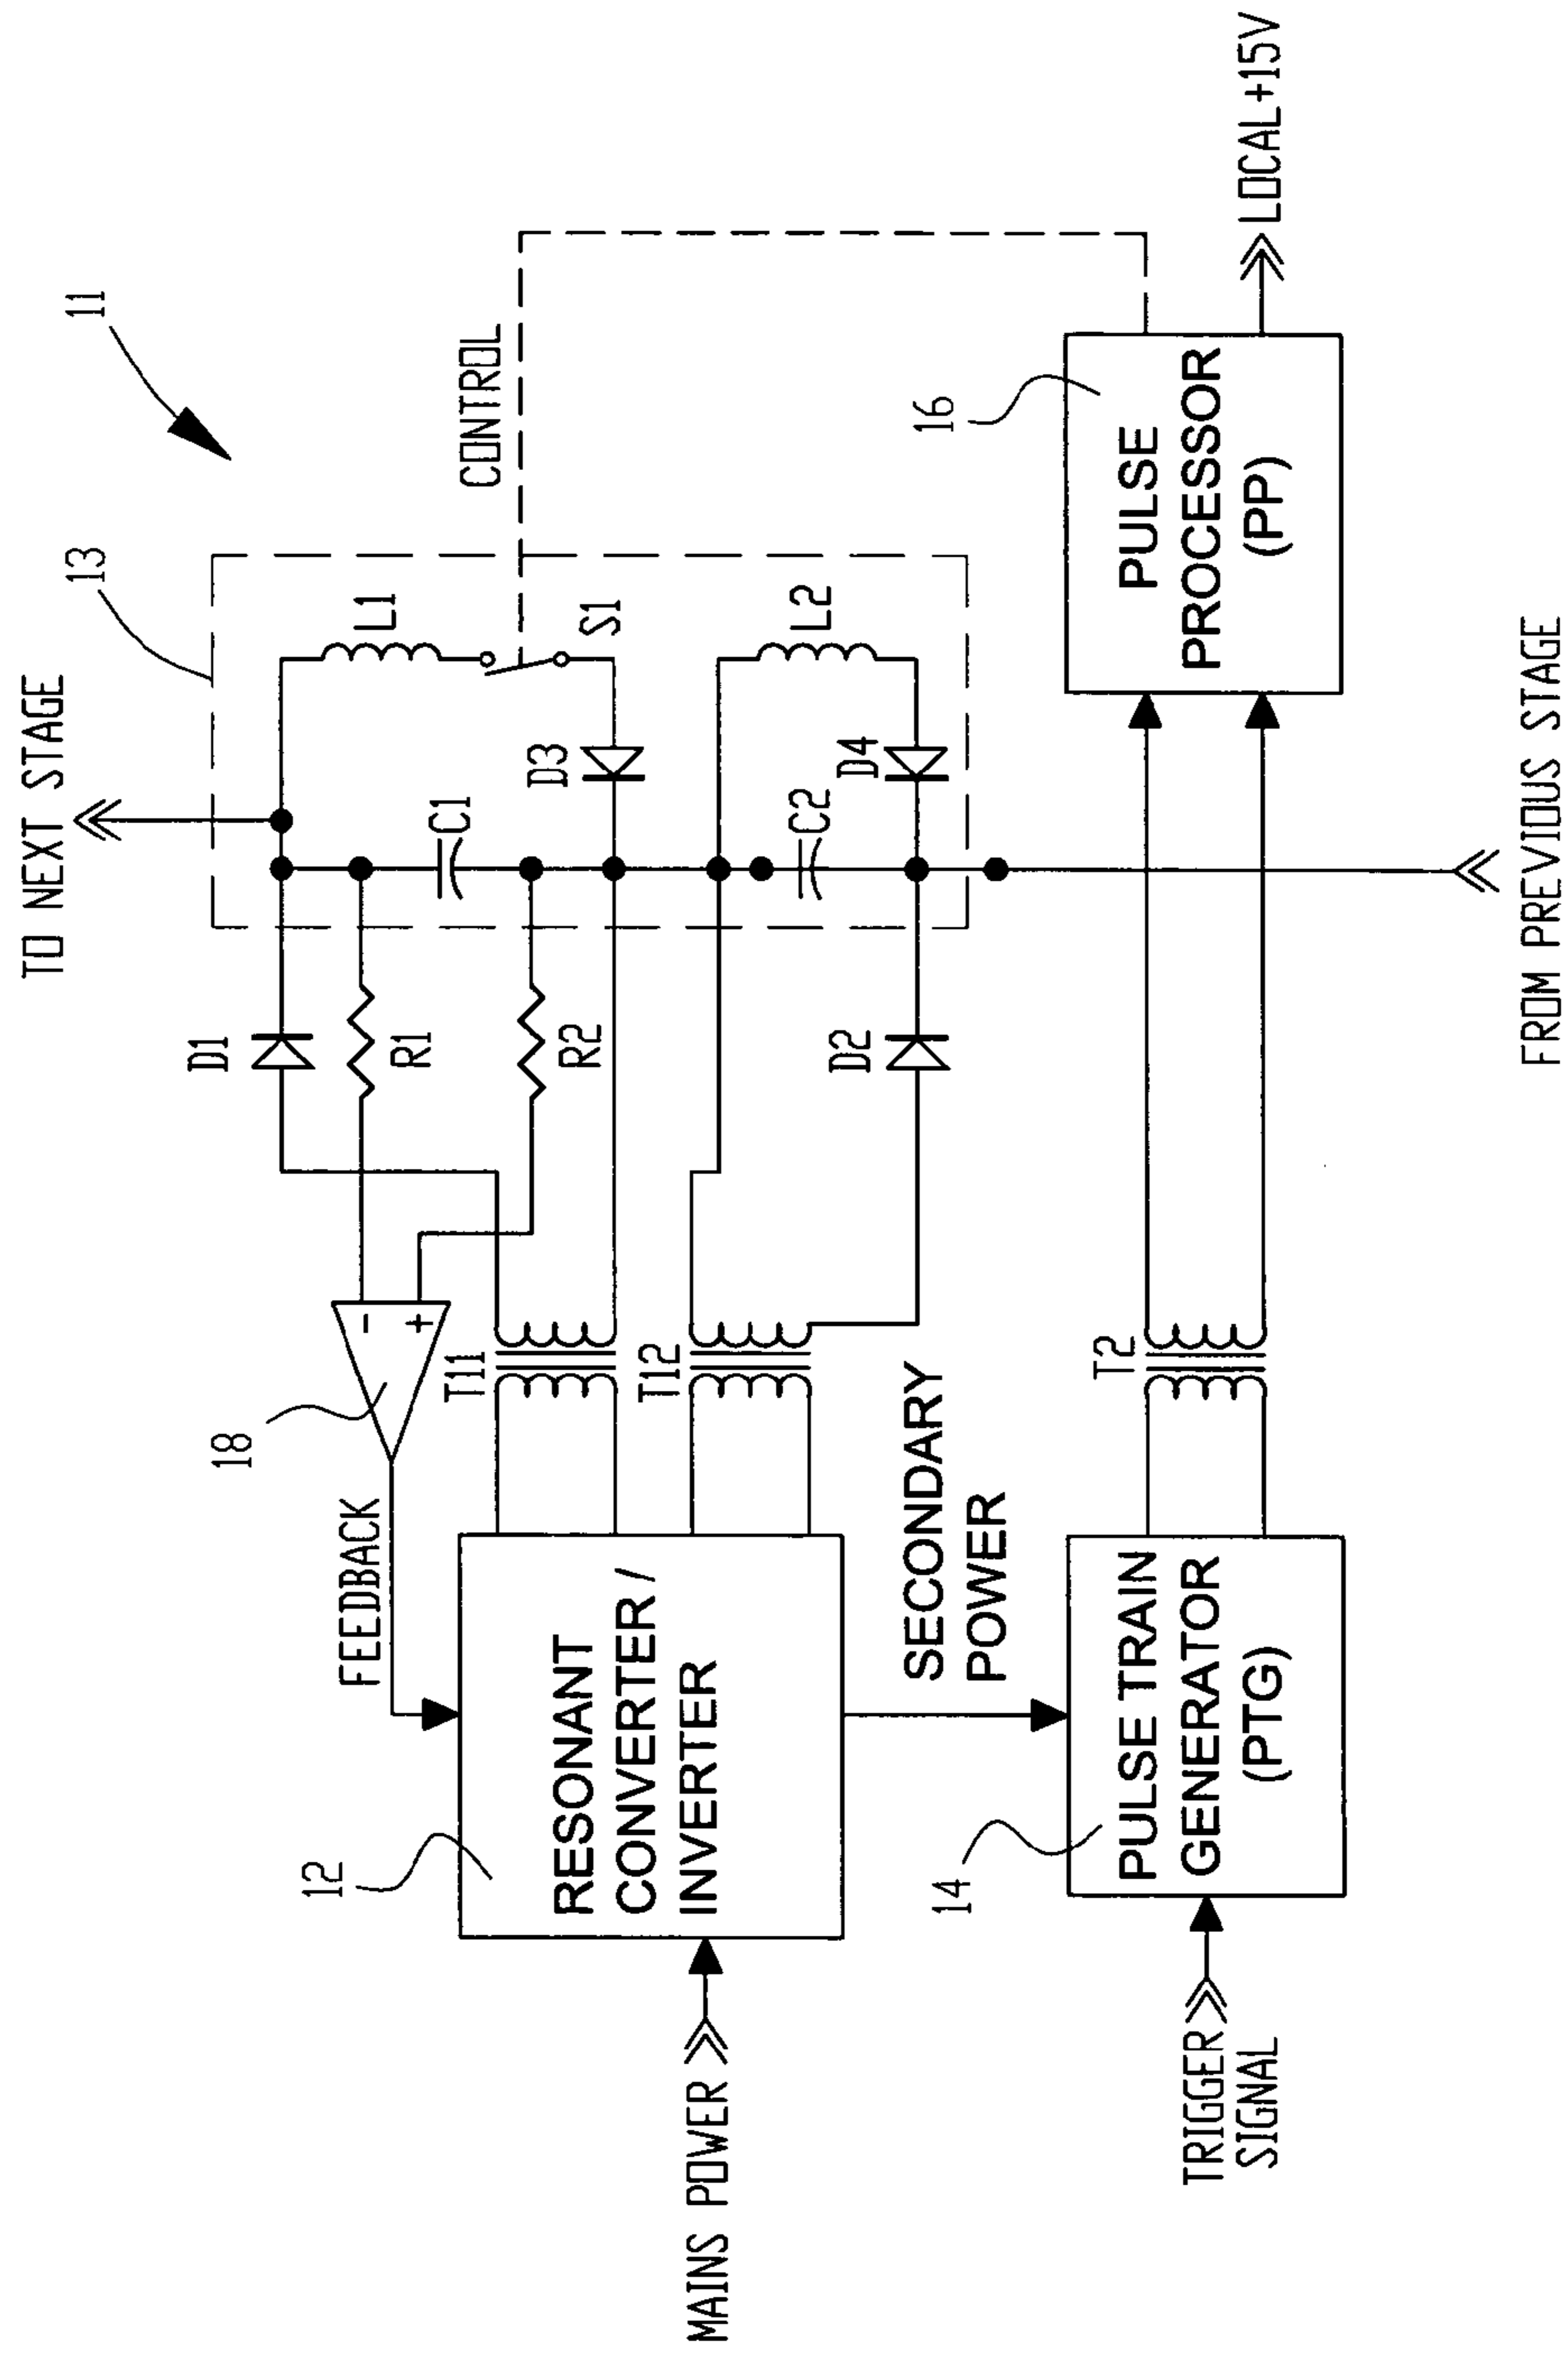 11
TO NEXT STAGE
13
CONTROL
L1
S1
D1
R1
C1
D3
R2
L2
C2
D4
D2
18
-
+
FEEDBACK
T11
T12
12
RESONANT
CONVERTER /
INVERTER
MAINS POWER
SECONDARY
POWER
T2
14
PULSE TRAIN
GENERATOR
(PTG)
TRIGGER
SIGNAL
16
PULSE
PROCESSOR
(PP)
LOCAL+15V
FROM PREVIOUS STAGE